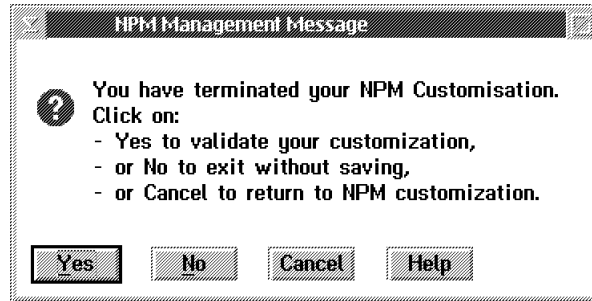 NPM Management Message
You have terminated your NPM Customisation.
Click on:
- Yes to validate your customization,
- or No to exit without saving,
- or Cancel to return to NPM customization.
Yes No Cancel Help